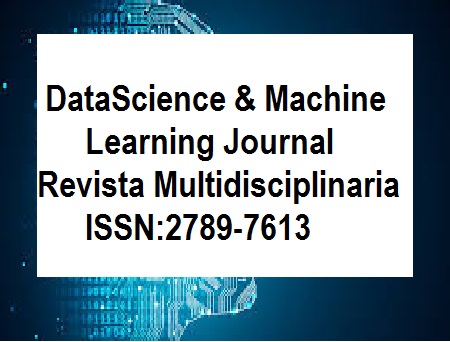 DataScience & Machine
Learning Journal
Revista Multidisciplinaria
ISSN:2789-7613